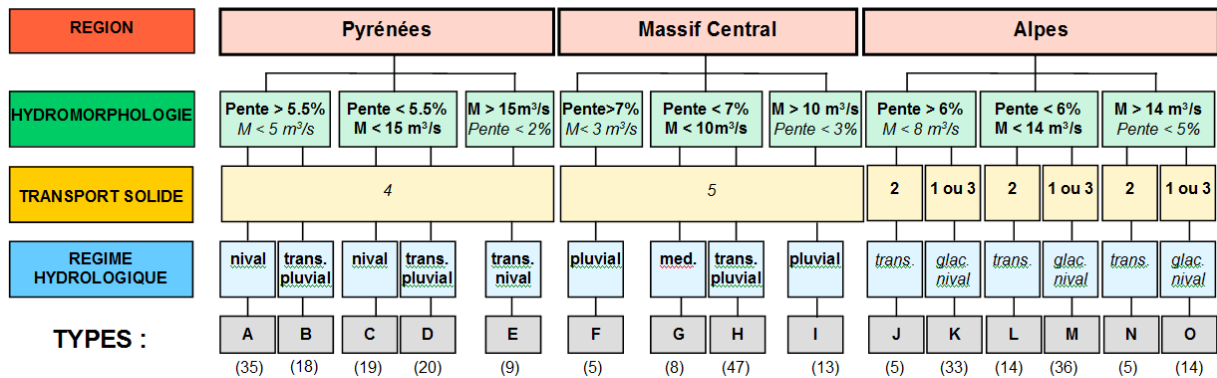 REGION
Pyrénées
Massif Central
Alpes
HYDROMORPHOLOGIE
Pente > 5.5%
M < 5 m³/s
Pente < 5.5%
M < 15 m³/s
M > 15m³/s
Pente < 2%
Pente>7%
M< 3 m³/s
Pente < 7%
M < 10m³/s
M > 10 m³/s
Pente < 3%
Pente > 6%
M < 8 m³/s
Pente < 6%
M < 14 m³/s
M > 14 m³/s
Pente < 5%
TRANSPORT SOLIDE
4
5
2
1 ou 3
2
1 ou 3
2
1 ou 3
REGIME
HYDROLOGIQUE
nival
trans.
pluvial
nival
trans.
pluvial
trans.
nival
pluvial
med.
trans.
pluvial
pluvial
trans.
glac.
nival
trans.
glac.
nival
trans.
glac.
nival
TYPES :
A
B
C
D
E
F
G
H
I
J
K
L
M
N
O
(35)
(18)
(19)
(20)
(9)
(5)
(8)
(47)
(13)
(5)
(33)
(14)
(36)
(5)
(14)